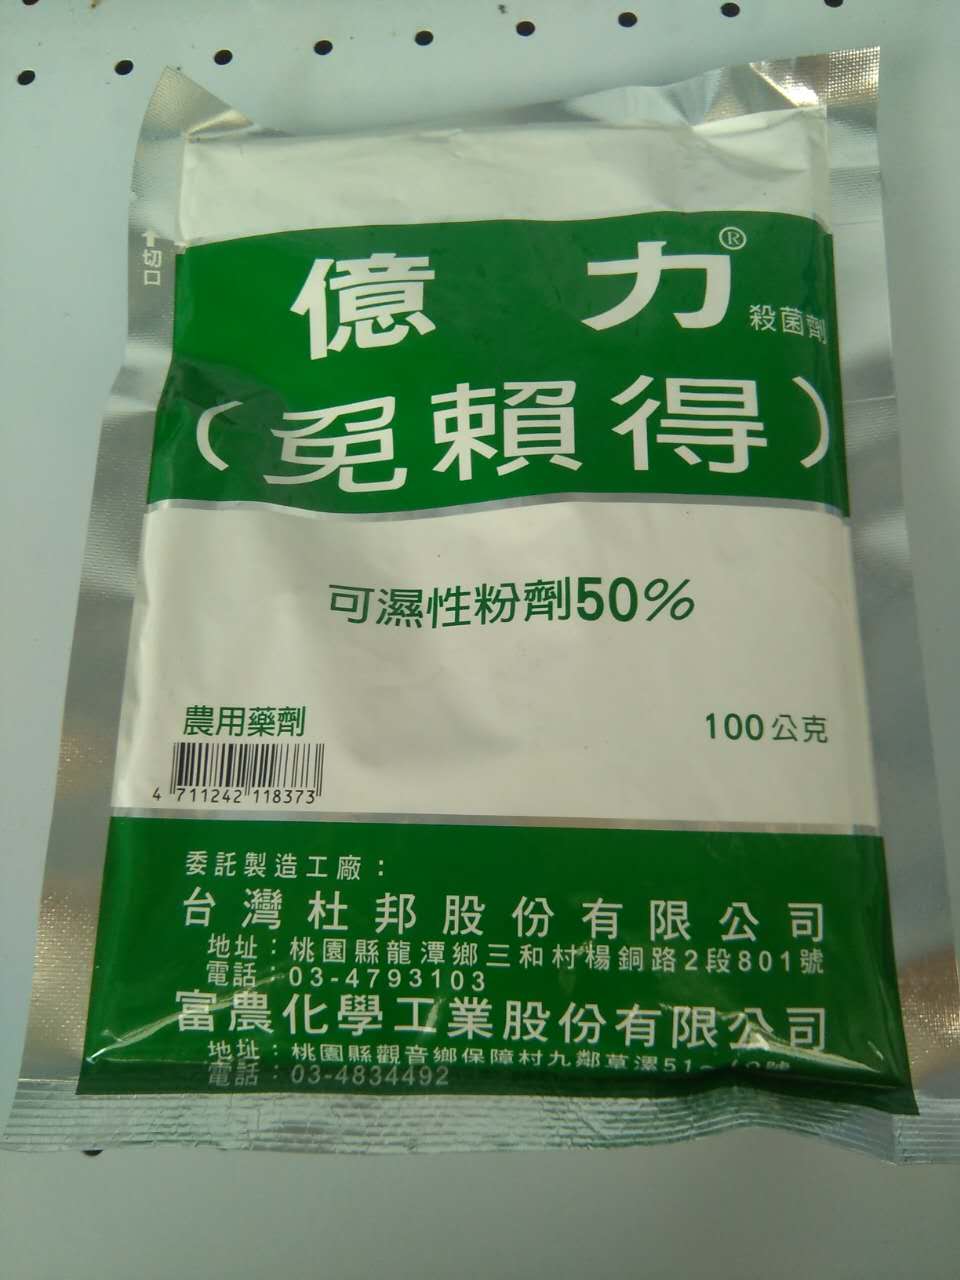 切口
億力®
殺菌劑
（免賴得）
可濕性粉劑50%
農用藥劑
100公克
4 711242 118373
委託製造工廠：
台灣杜邦股份有限公司
地址：桃園縣龍潭鄉三和村楊銅路2段801號
電話：03-4793103
富農化學工業股份有限公司
地址：桃園縣觀音鄉保障村九鄰草漯51
電話：03-4834492